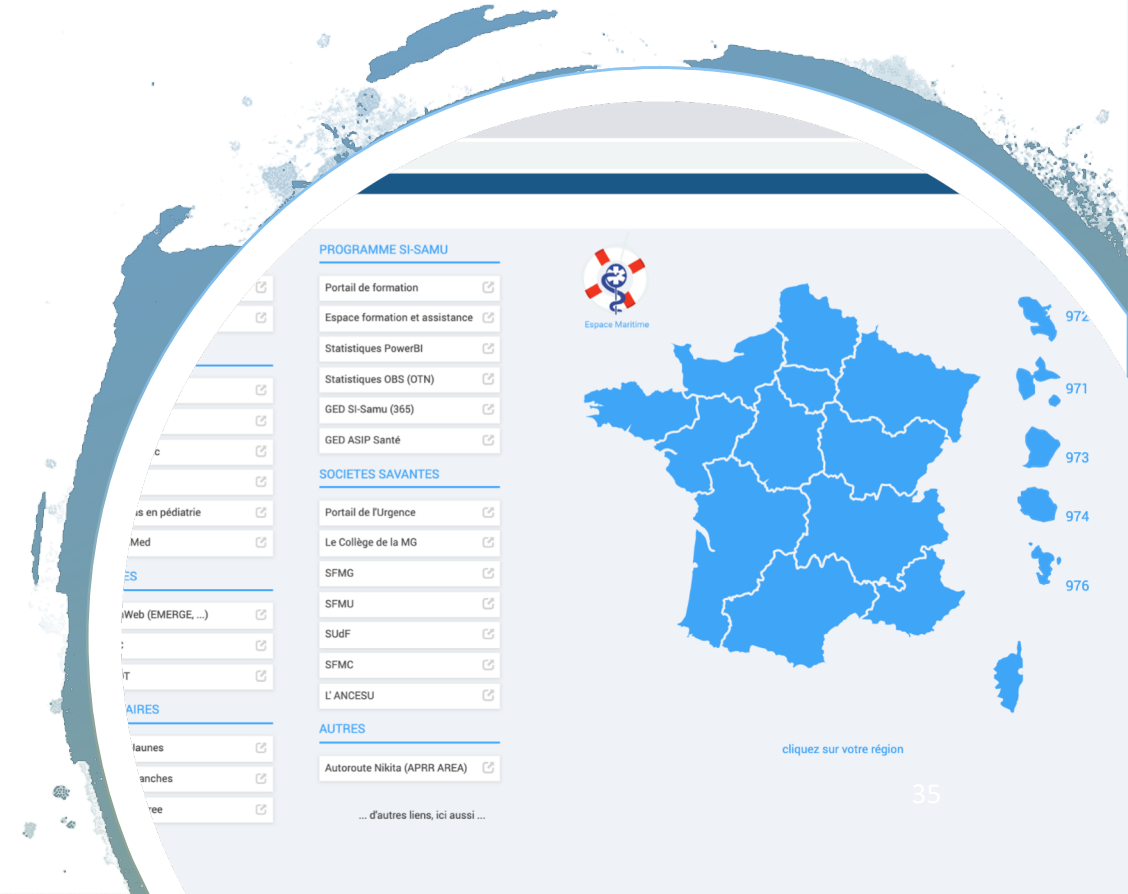 c
ns en pédiatrie
Med
ES
Web (EMERGE, ...)
AIRES
Jaunes
anches
ree
PROGRAMME SI-SAMU
Portail de formation
Espace formation et assistance
Statistiques PowerBI
Statistiques OBS (OTN)
GED SI-Samu (365)
GED ASIP Santé
SOCIETES SAVANTES
Portail de l'Urgence
Le Collège de la MG
SFMG
SFMU
SUdF
SFMC
L' ANCESU
AUTRES
Autoroute Nikita (APRR AREA)
... d'autres liens, ici aussi ...
Espace Maritime
972
971
973
974
976
cliquez sur votre région
35